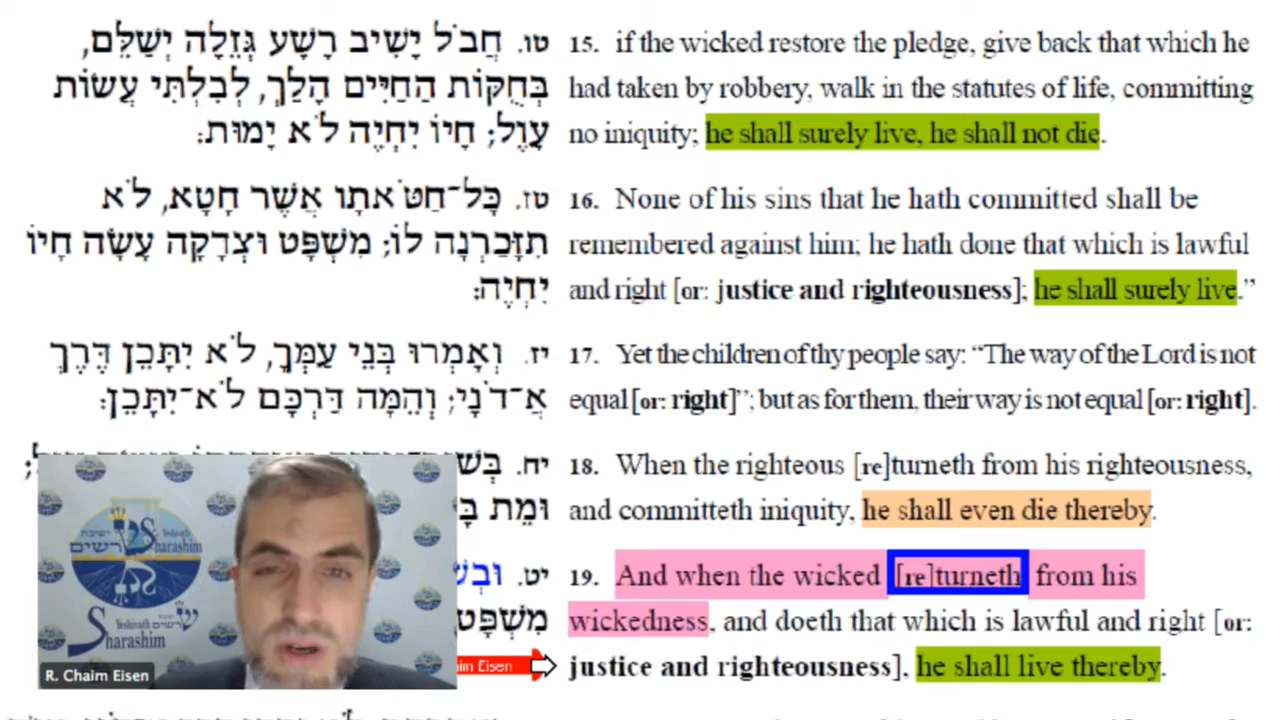 טו. חֲבֹל יָשִׁיב רָשָׁע גְּזֵלָה יְשַׁלֵּם,
בְּחֻקּוֹת הַחַיִּים הָלַךְ, לְבִלְתִּי עֲשׂוֹת
עָוֶל; חָיוֹ יִחְיֶה לֹא יָמוּת:
15. if the wicked restore the pledge, give back that which he
had taken by robbery, walk in the statutes of life, committing
no iniquity; he shall surely live, he shall not die.
טז. כָּל־חַטֹּאתָו אֲשֶׁר חָטָא, לֹא
תִזָּכַרְנָה לוֹ; מִשְׁפָּט וּצְדָקָה עָשָׂה חָיוֹ
יִחְיֶה:
16. None of his sins that he hath committed shall be
remembered against him; he hath done that which is lawful
and right [or: justice and righteousness]; he shall surely live.”
יז. וְאָמְרוּ בְּנֵי עַמְּךָ, לֹא יִתָּכֵן דֶּרֶךְ
אֲ־דֹנָי; וְהֵמָּה דַּרְכָּם לֹא־יִתָּכֵן:
17. Yet the children of thy people say: “The way of the Lord is not
equal [or: right]”; but as for them, their way is not equal [or: right].
יח.
וּמֵת
18. When the righteous [re]turneth from his righteousness,
and committeth iniquity, he shall even die thereby.
יט.
מִשְׁפָּט
19. And when the wicked [re]turneth from his
wickedness, and doeth that which is lawful and right [or:
justice and righteousness], he shall live thereby.
Yeshivath
Sharashim
ישיבת
שרשים
Yeshivath
Sharashim
R. Chaim Eisen
Eisen